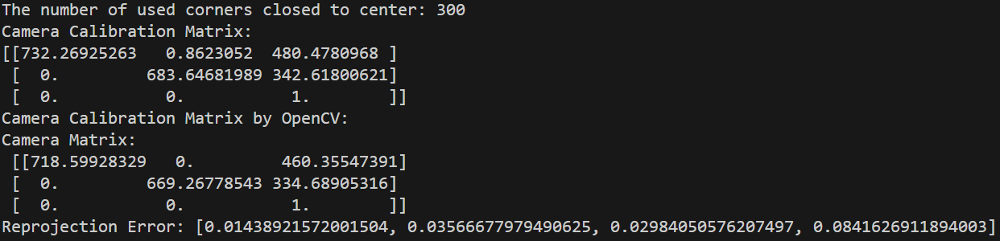 The number of used corners closed to center: 300
Camera Calibration Matrix:
[[732.26925263   0.8623052  480.4780968 ]
 [  0.         683.64681989 342.61800621]
 [  0.           0.           1.        ]]
Camera Calibration Matrix by OpenCV:
Camera Matrix:
 [[718.59928329   0.         460.35547391]
 [  0.         669.26778543 334.68905316]
 [  0.           0.           1.        ]]
Reprojection Error: [0.01438921572001504, 0.03566677979490625, 0.02984050576207497, 0.0841626911894003]